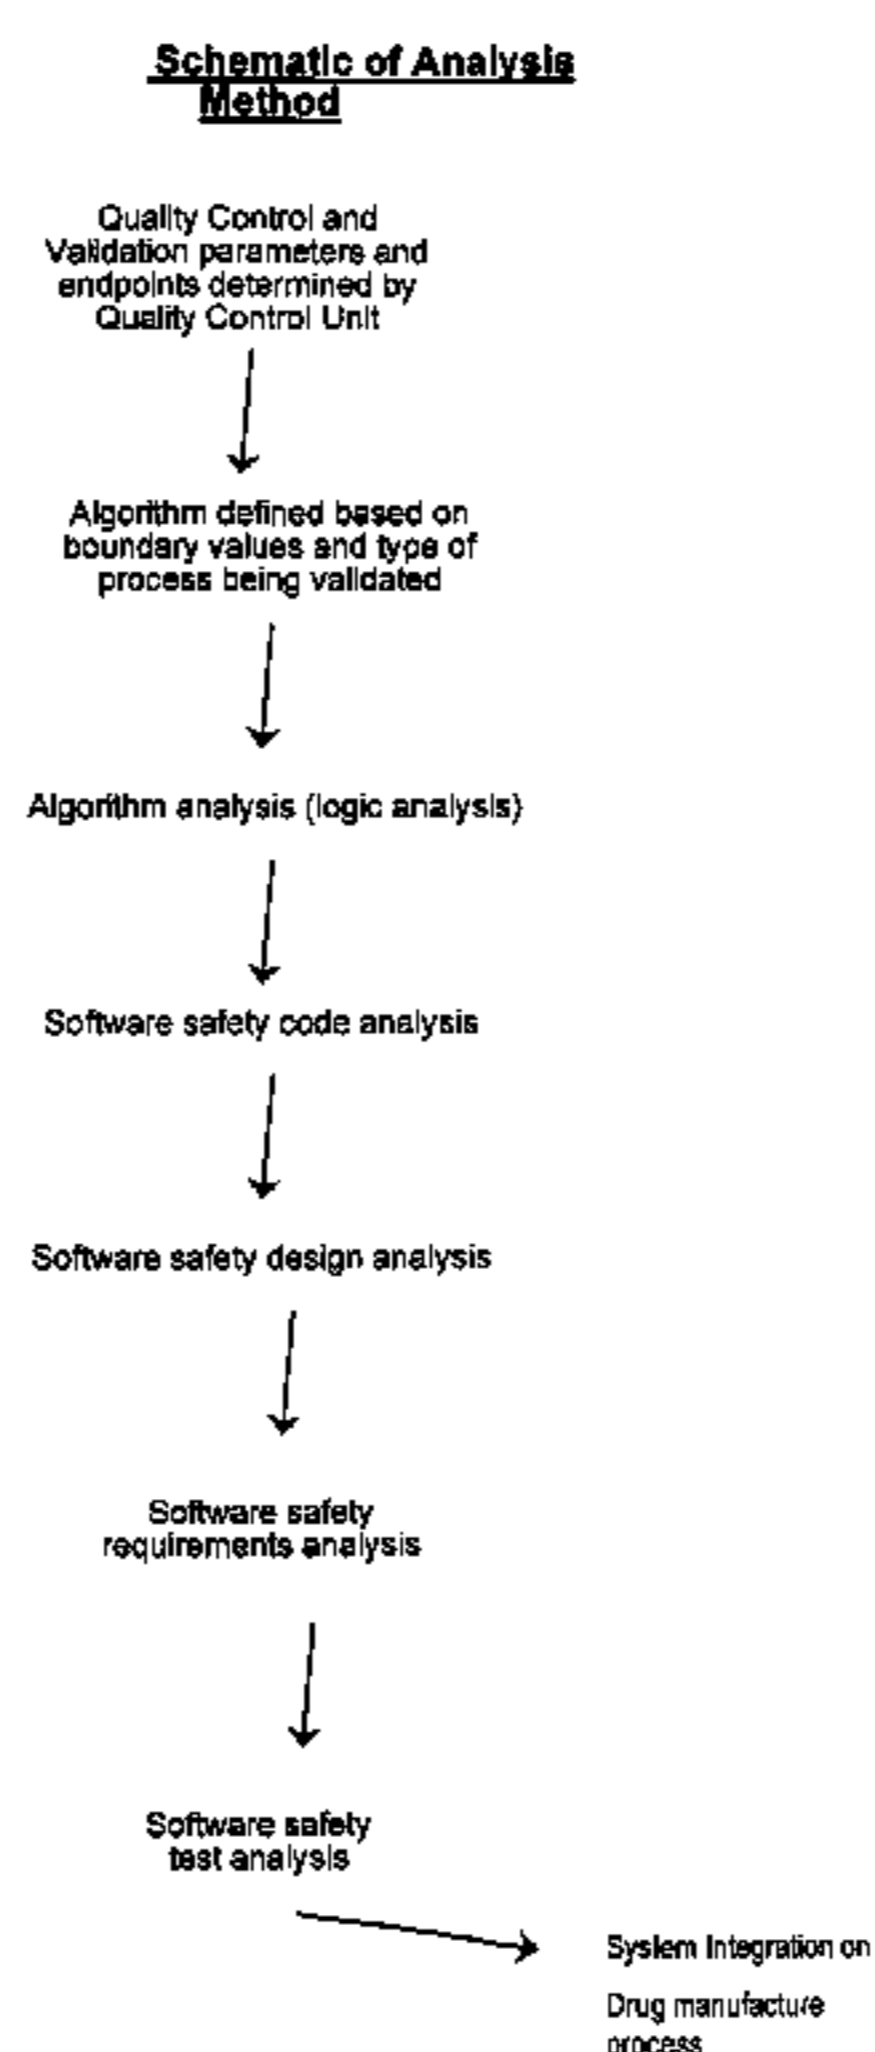 Schematic of Analysis
Method
Quality Control and
Validation parameters and
endpoints determined by
Quality Control Unit
Algorithm defined based on
boundary values and type of
process being validated
Algorithm analysis (logic analysis)
Software safety code analysis
Software safety design analysis
Software safety
requirements analysis
Software safety
test analysis
System Integration on
Drug manufacture
process